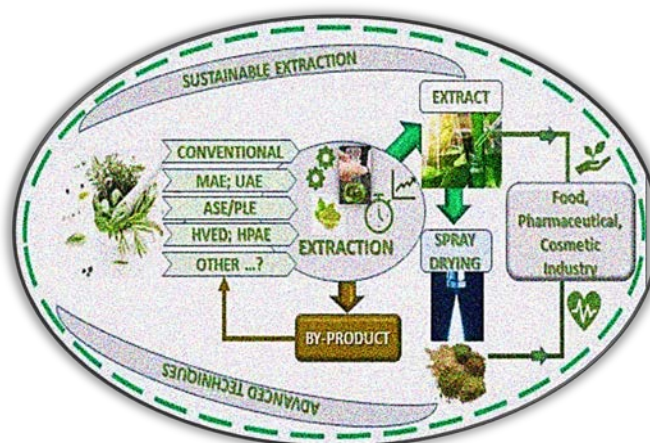 SUSTAINABLE EXTRACTION
EXTRACT
CONVENTIONAL
MAE; UAE
ASE/PLE
HVED; HPAE
OTHER ...?
EXTRACTION
SPRAY
DRYING
Food,
Pharmaceutical,
Cosmetic
Industry
BY-PRODUCT
ADVANCED TECHNIQUES